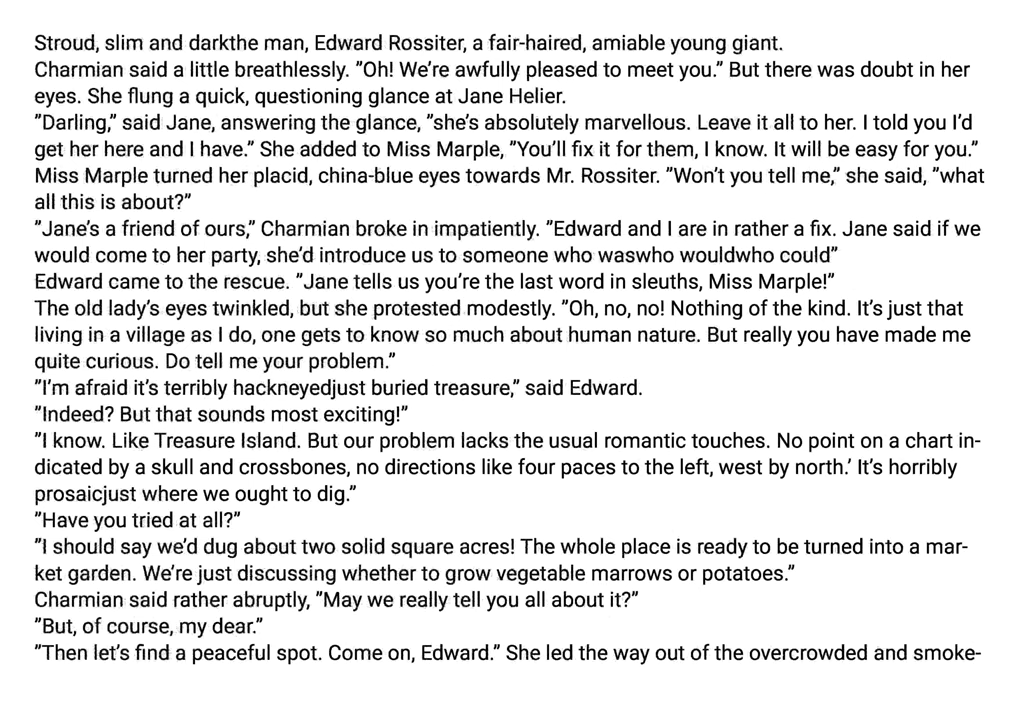 Stroud, slim and darkthe man, Edward Rossiter, a fair-haired, amiable young giant.
Charmian said a little breathlessly. ”Oh! We’re awfully pleased to meet you.” But there was doubt in her
eyes. She flung a quick, questioning glance at Jane Helier.
”Darling,” said Jane, answering the glance, ”she’s absolutely marvellous. Leave it all to her. I told you I’d
get her here and I have.” She added to Miss Marple, ”You’ll fix it for them, I know. It will be easy for you.”
Miss Marple turned her placid, china-blue eyes towards Mr. Rossiter. ”Won’t you tell me,” she said, ”what
all this is about?”
”Jane’s a friend of ours,” Charmian broke in impatiently. ”Edward and I are in rather a fix. Jane said if we
would come to her party, she’d introduce us to someone who waswho wouldwho could”
Edward came to the rescue. ”Jane tells us you’re the last word in sleuths, Miss Marple!”
The old lady’s eyes twinkled, but she protested modestly. ”Oh, no, no! Nothing of the kind. It’s just that
living in a village as I do, one gets to know so much about human nature. But really you have made me
quite curious. Do tell me your problem.”
”I’m afraid it’s terribly hackneyedjust buried treasure,” said Edward.
”Indeed? But that sounds most exciting!”
”I know. Like Treasure Island. But our problem lacks the usual romantic touches. No point on a chart in-
dicated by a skull and crossbones, no directions like four paces to the left, west by north.’ It’s horribly
prosaicjust where we ought to dig.”
”Have you tried at all?”
”I should say we’d dug about two solid square acres! The whole place is ready to be turned into a mar-
ket garden. We’re just discussing whether to grow vegetable marrows or potatoes.”
Charmian said rather abruptly, ”May we really tell you all about it?”
”But, of course, my dear.”
”Then let’s find a peaceful spot. Come on, Edward.” She led the way out of the overcrowded and smoke-